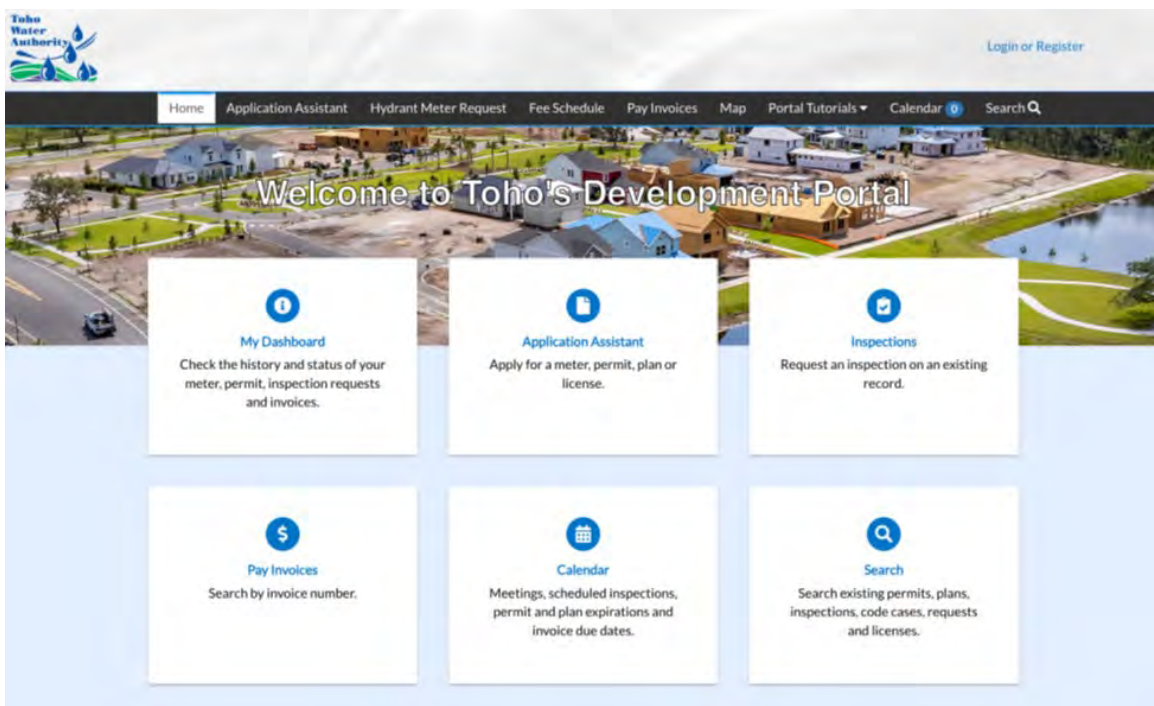 Toho
Water
Authority
Login or Register
Home Application Assistant Hydrant Meter Request Fee Schedule Pay Invoices Map Portal Tutorials Calendar 0 Search
Welcome to Toho's Development Portal
My Dashboard
Check the history and status of your
meter, permit, inspection requests
and invoices.
Application Assistant
Apply for a meter, permit, plan or
license.
Inspections
Request an inspection on an existing
record.
Pay Invoices
Search by invoice number.
Calendar
Meetings, scheduled inspections,
permit and plan expirations and
invoice due dates.
Search
Search existing permits, plans,
inspections, code cases, requests
and licenses.